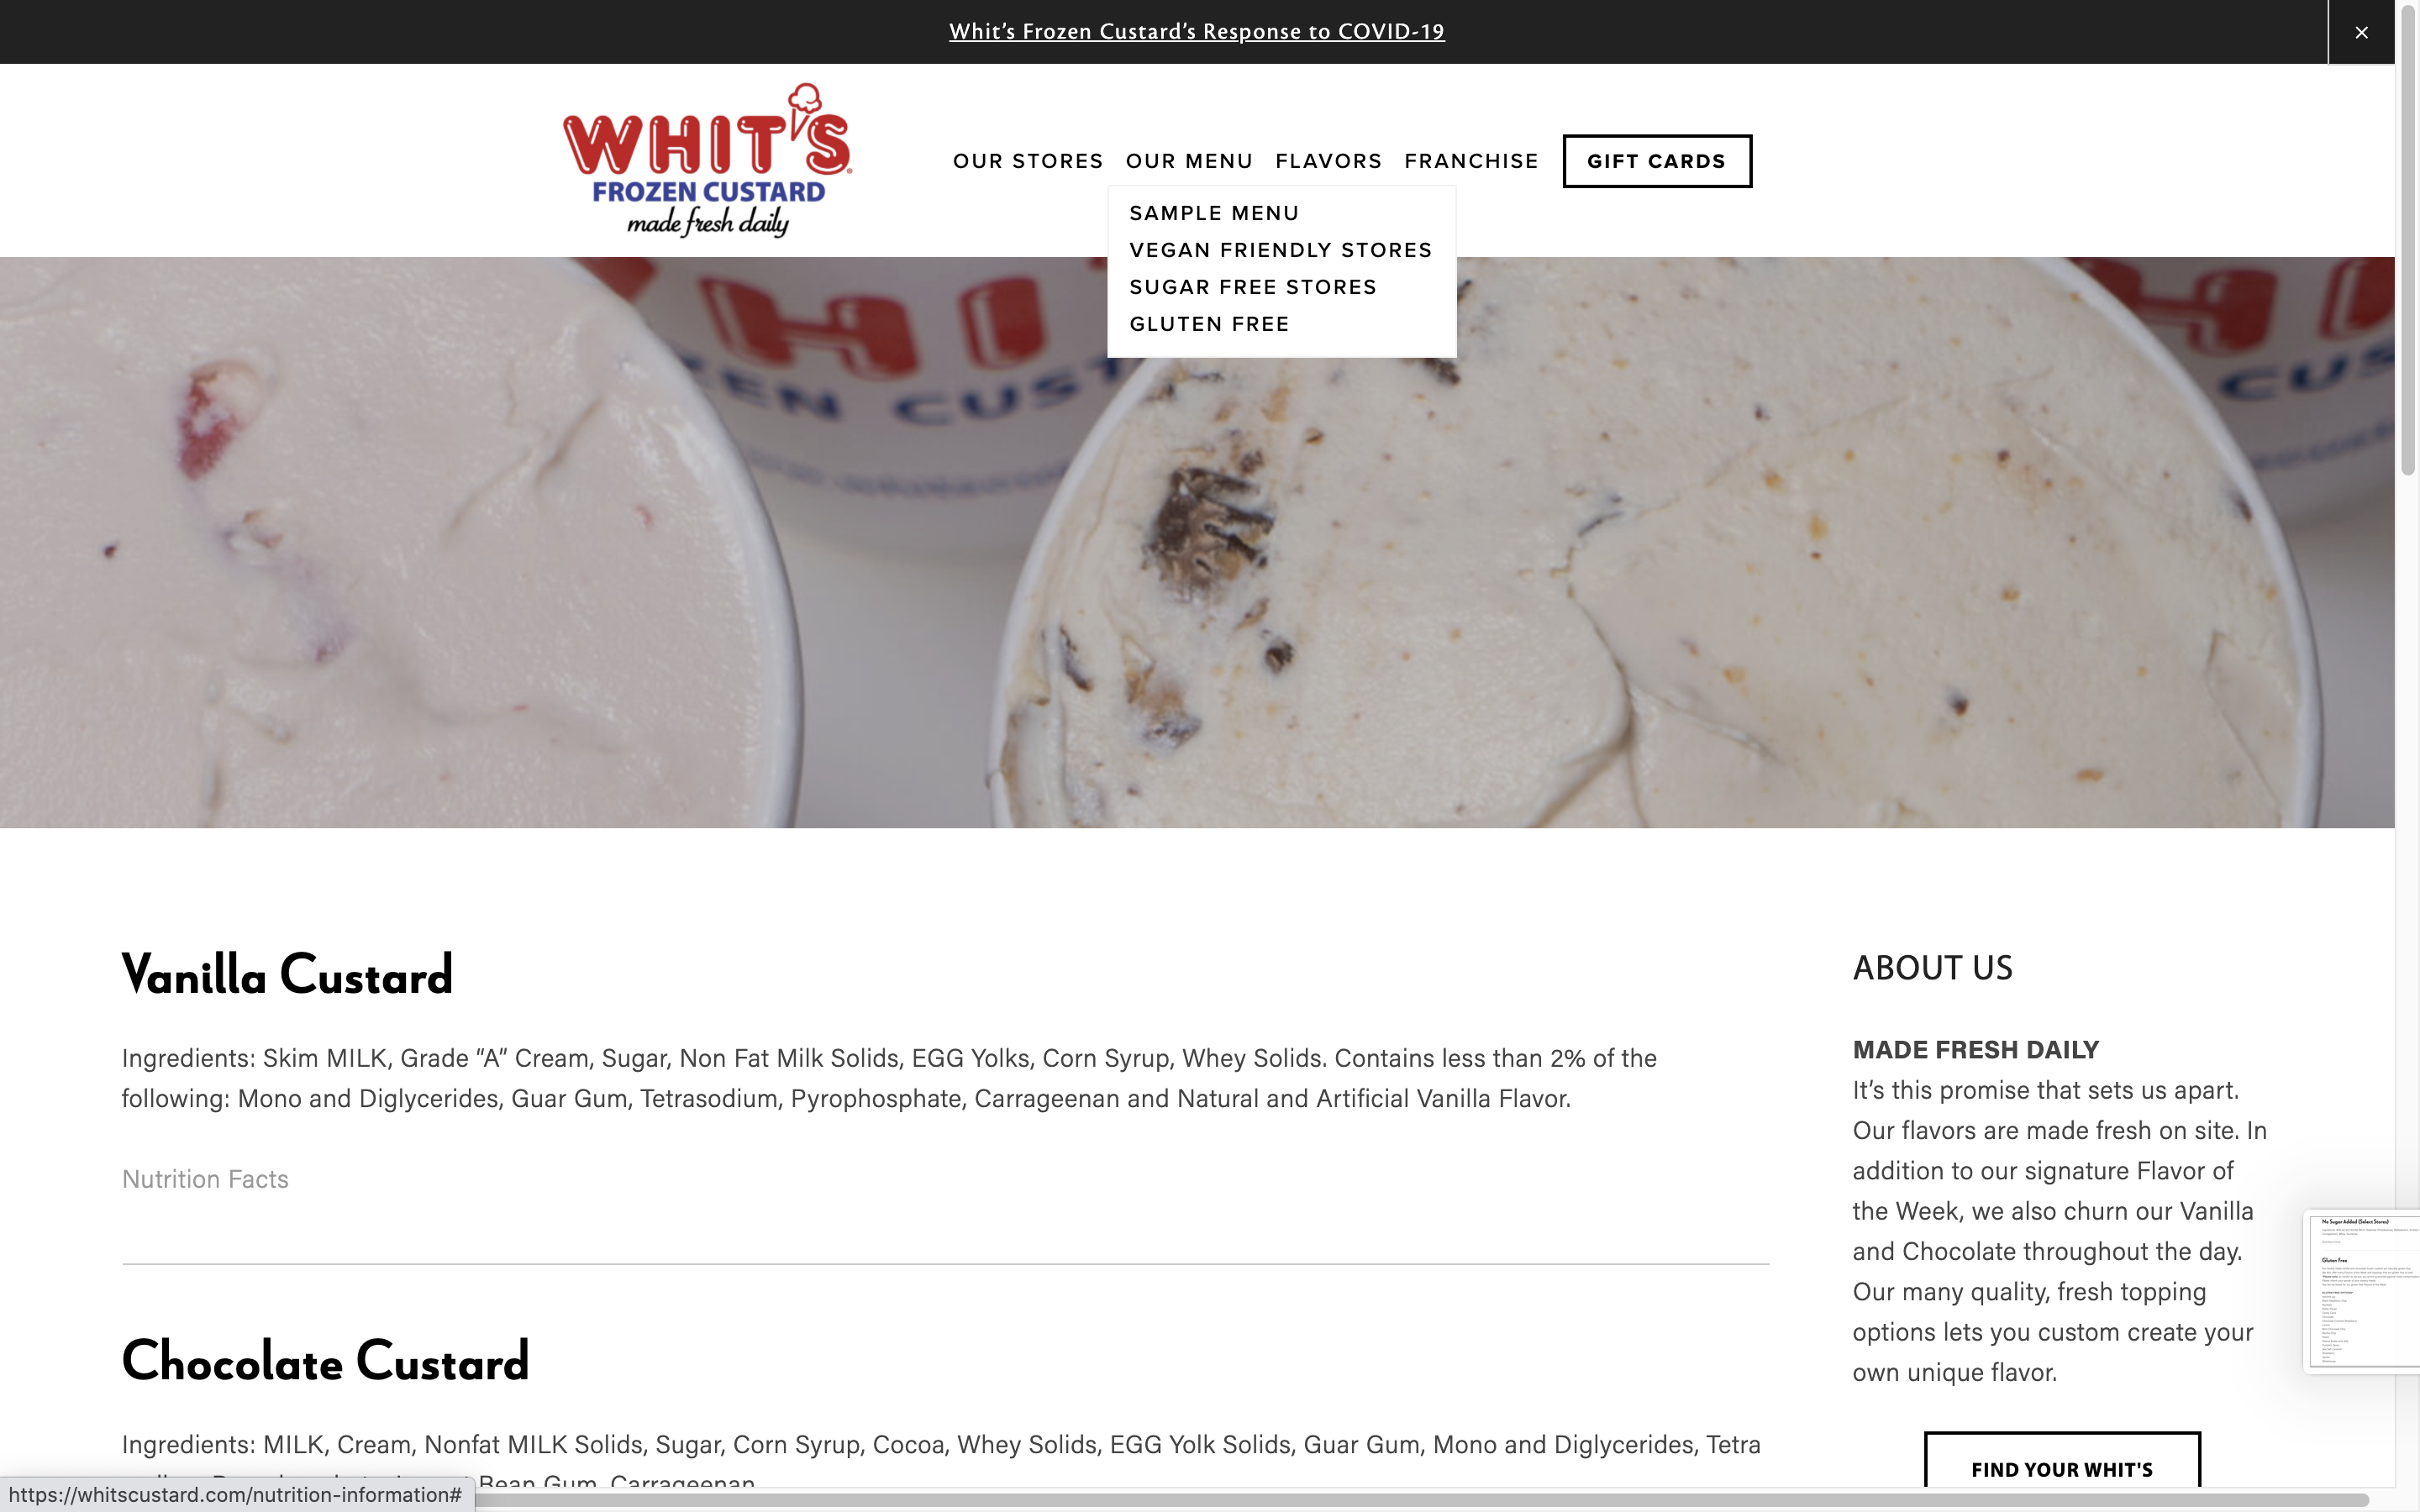 Whit’s Frozen Custard’s Response to COVID-19
WHIT'S
FROZEN CUSTARD
made fresh daily
OUR STORES OUR MENU FLAVORS FRANCHISE GIFT CARDS
SAMPLE MENU
VEGAN FRIENDLY STORES
SUGAR FREE STORES
GLUTEN FREE
Vanilla Custard
Ingredients: Skim MILK, Grade “A” Cream, Sugar, Non Fat Milk Solids, EGG Yolks, Corn Syrup, Whey Solids. Contains less than 2% of the
following: Mono and Diglycerides, Guar Gum, Tetrasodium, Pyrophosphate, Carrageenan and Natural and Artificial Vanilla Flavor.
Nutrition Facts
Chocolate Custard
Ingredients: MILK, Cream, Nonfat MILK Solids, Sugar, Corn Syrup, Cocoa, Whey Solids, EGG Yolk Solids, Guar Gum, Mono and Diglycerides, Tetra
Bean Gum, Carrageenan
ABOUT US
MADE FRESH DAILY
It’s this promise that sets us apart.
Our flavors are made fresh on site. In
addition to our signature Flavor of
the Week, we also churn our Vanilla
and Chocolate throughout the day.
Our many quality, fresh topping
options lets you custom create your
own unique flavor.
FIND YOUR WHIT'S
No Sugar Added (Select Stores)
Gluten Free
https://whitscustard.com/nutrition-information#